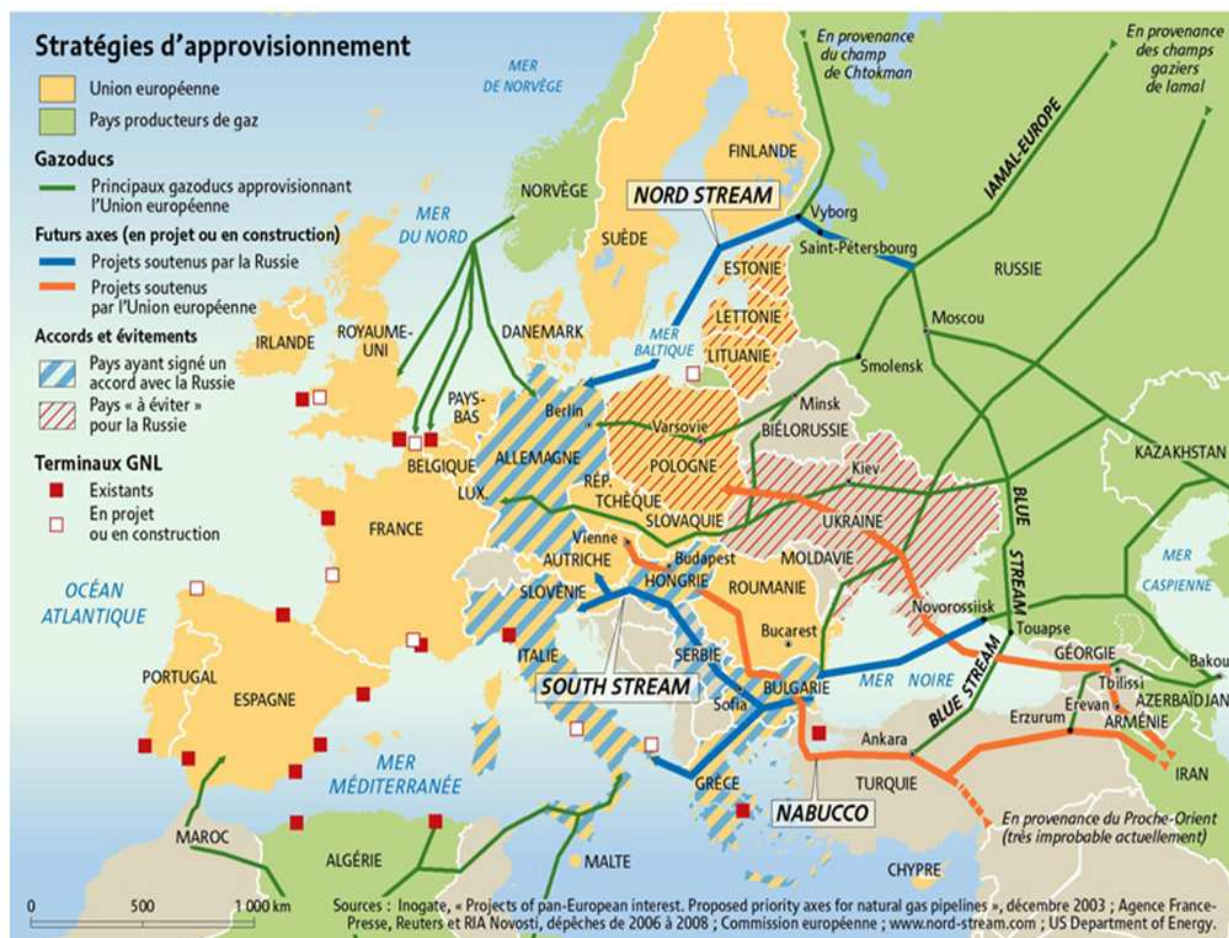 Stratégies d'approvisionnement
Union européenne
Pays producteurs de gaz
Gazoducs
Principaux gazoducs approvisionnant
l'Union européenne
Futurs axes (en projet ou en construction)
Projets soutenus par la Russie
Projets soutenus
par l'Union européenne
Accords et évitements
Pays ayant signé un
accord avec la Russie
Pays « à éviter »
pour la Russie
Terminaux GNL
Existants
En projet
ou en construction
MER
DE NORVÈGE
En provenance
du champ
de Chtokman
En provenance
des champs
gaziers
de Iamal
IAMAL-EUROPE
FINLANDE
NORVÈGE
NORD STREAM
Vyborg
MER
DU NORD
SUÈDE
Saint-Pétersbourg
ESTONIE
RUSSIE
LETTONIE
Moscou
IRLANDE
ROYAUME-
UNI
DANEMARK
MER
BALTIQUE
LITUANIE
Smolensk
PAYS-
BAS
Berlin
Varsovie
Minsk
BIÉLORUSSIE
BELGIQUE
ALLEMAGNE
POLOGNE
Kiev
KAZAKHSTAN
LUX.
RÉP.
TCHÈQUE
SLOVAQUIE
UKRAINE
BLUE
STREAM
FRANCE
Vienne
Budapest
MOLDAVIE
AUTRICHE
HONGRIE
ROUMANIE
MER
CASPIENNE
OCÉAN
ATLANTIQUE
SLOVÉNIE
Novorossiisk
Bucarest
Touapse
ITALIE
SERBIE
GÉORGIE
Bakou
PORTUGAL
ESPAGNE
SOUTH STREAM
Sofia
BULGARIE
MER NOIRE
BLUE STREAM
Tbilissi
AZERBAÏDJAN
Erevan
ARMÉNIE
Erzurum
Ankara
MER
MÉDITERRANÉE
GRÈCE
TURQUIE
IRAN
NABUCCO
En provenance du Proche-Orient
(très improbable actuellement)
MAROC
ALGÉRIE
MALTE
CHYPRE
0 500 1 000 km
Sources : Inogate, « Projects of pan-European interest. Proposed priority axes for natural gas pipelines », décembre 2003 ; Agence France-
Presse, Reuters et RIA Novosti, dépêches de 2006 à 2008 ; Commission européenne ; www.nord-stream.com ; US Department of Energy.